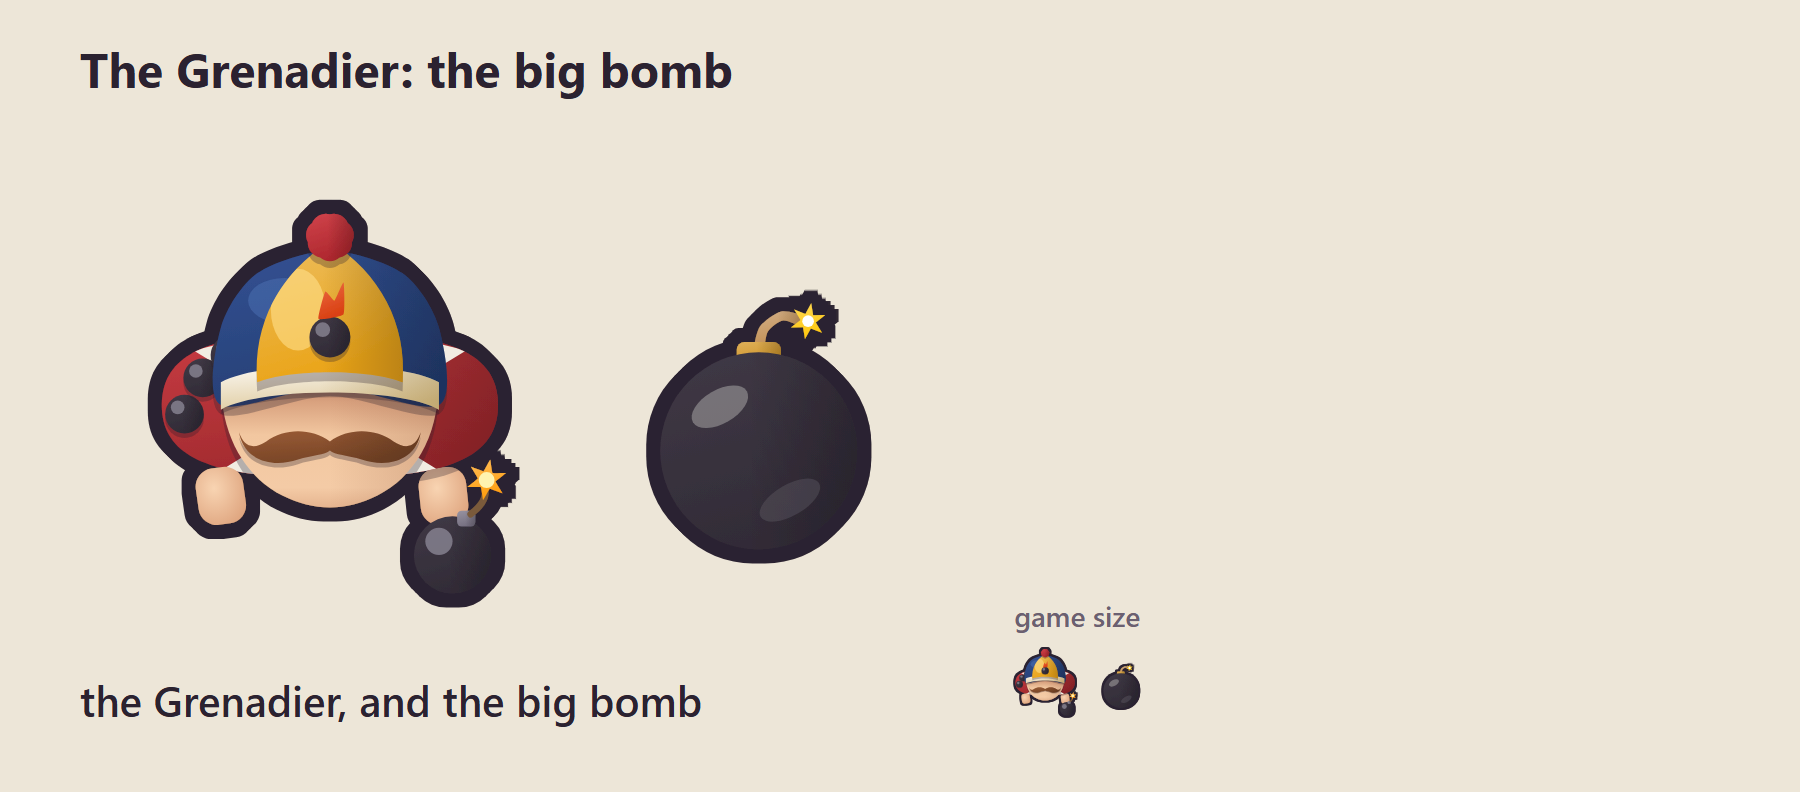 The Grenadier: the big bomb
game size
the Grenadier, and the big bomb